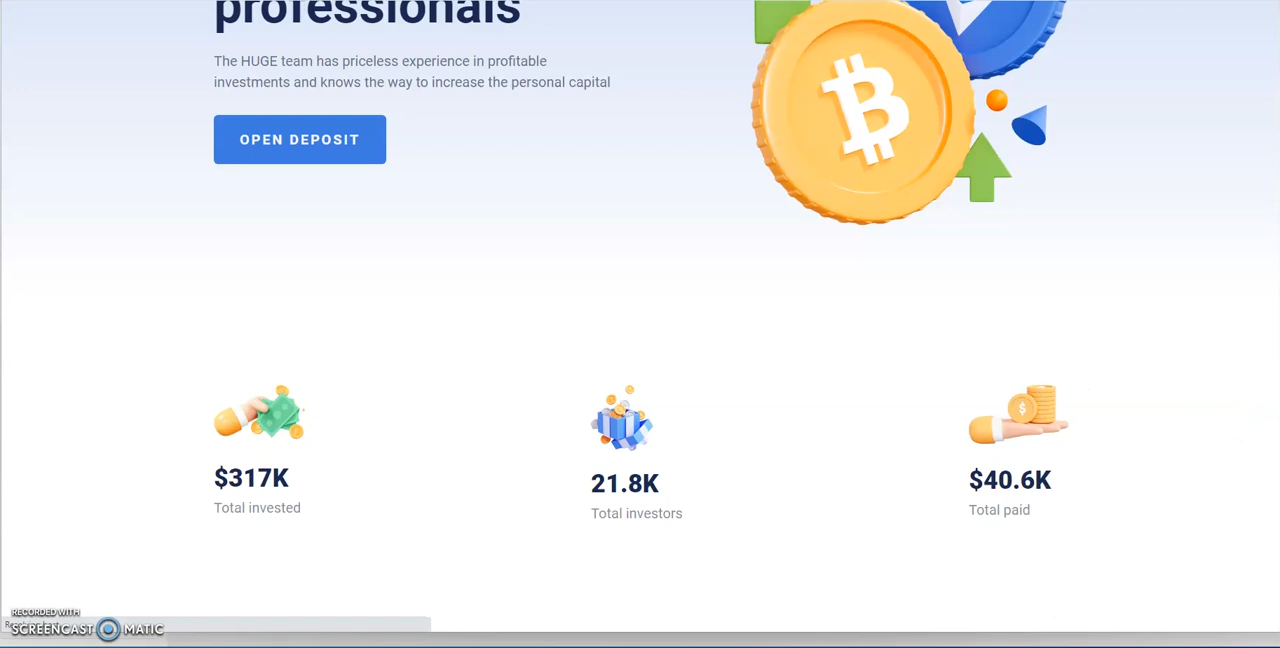 professionals
The HUGE team has priceless experience in profitable
investments and knows the way to increase the personal capital
OPEN DEPOSIT
$317K
Total invested
21.8K
Total investors
$40.6K
Total paid
RECORDED WITH
SCREENCAST MATIC